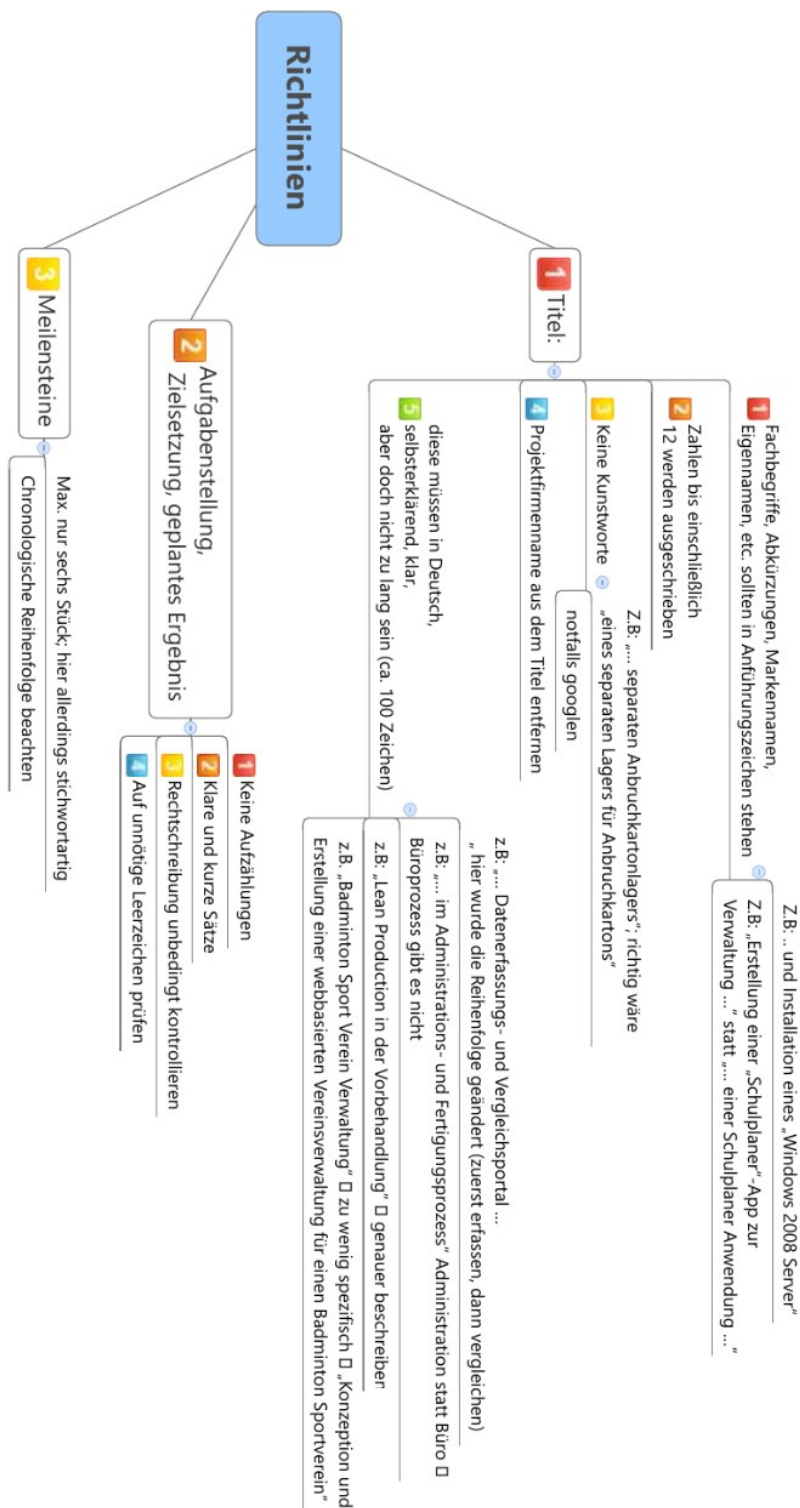 Richtlinien
1 Titel:
1 Fachbegriffe, Abkürzungen, Markennamen,
Eigennamen, etc. sollten in Anführungszeichen stehen
Z.B: .. und Installation eines „Windows 2008 Server“
Z.B: „Erstellung einer „Schulplaner“-App zur
Verwaltung ...“ statt „... einer Schulplaner Anwendung ...“
2 Zahlen bis einschließlich
12 werden ausgeschrieben
3 Keine Kunstworte
Z.B: „... separaten Anbruchkartonlagers“; richtig wäre
„eines separaten Lagers für Anbruchkartons“
notfalls googlen
4 Projektfirmenname aus dem Titel entfernen
5 diese müssen in Deutsch,
selbsterklärend, klar,
aber doch nicht zu lang sein (ca. 100 Zeichen)
z.B: „... Datenerfassungs- und Vergleichsportal ...
„ hier wurde die Reihenfolge geändert (zuerst erfassen, dann vergleichen)
z.B: „... im Administrations- und Fertigungsprozess“ Administration statt Büro □
Büroprozess gibt es nicht
z.B: „Lean Production in der Vorbehandlung“ □ genauer beschreiben
z.B. „Badminton Sport Verein Verwaltung“ □ zu wenig spezifisch □ „Konzeption und
Erstellung einer webbasierten Vereinsverwaltung für einen Badminton Sportverein“
2 Aufgabenstellung,
Zielsetzung, geplantes Ergebnis
1 Keine Aufzählungen
2 Klare und kurze Sätze
3 Rechtschreibung unbedingt kontrollieren
4 Auf unnötige Leerzeichen prüfen
3 Meilensteine
Max. nur sechs Stück; hier allerdings stichwortartig
Chronologische Reihenfolge beachten